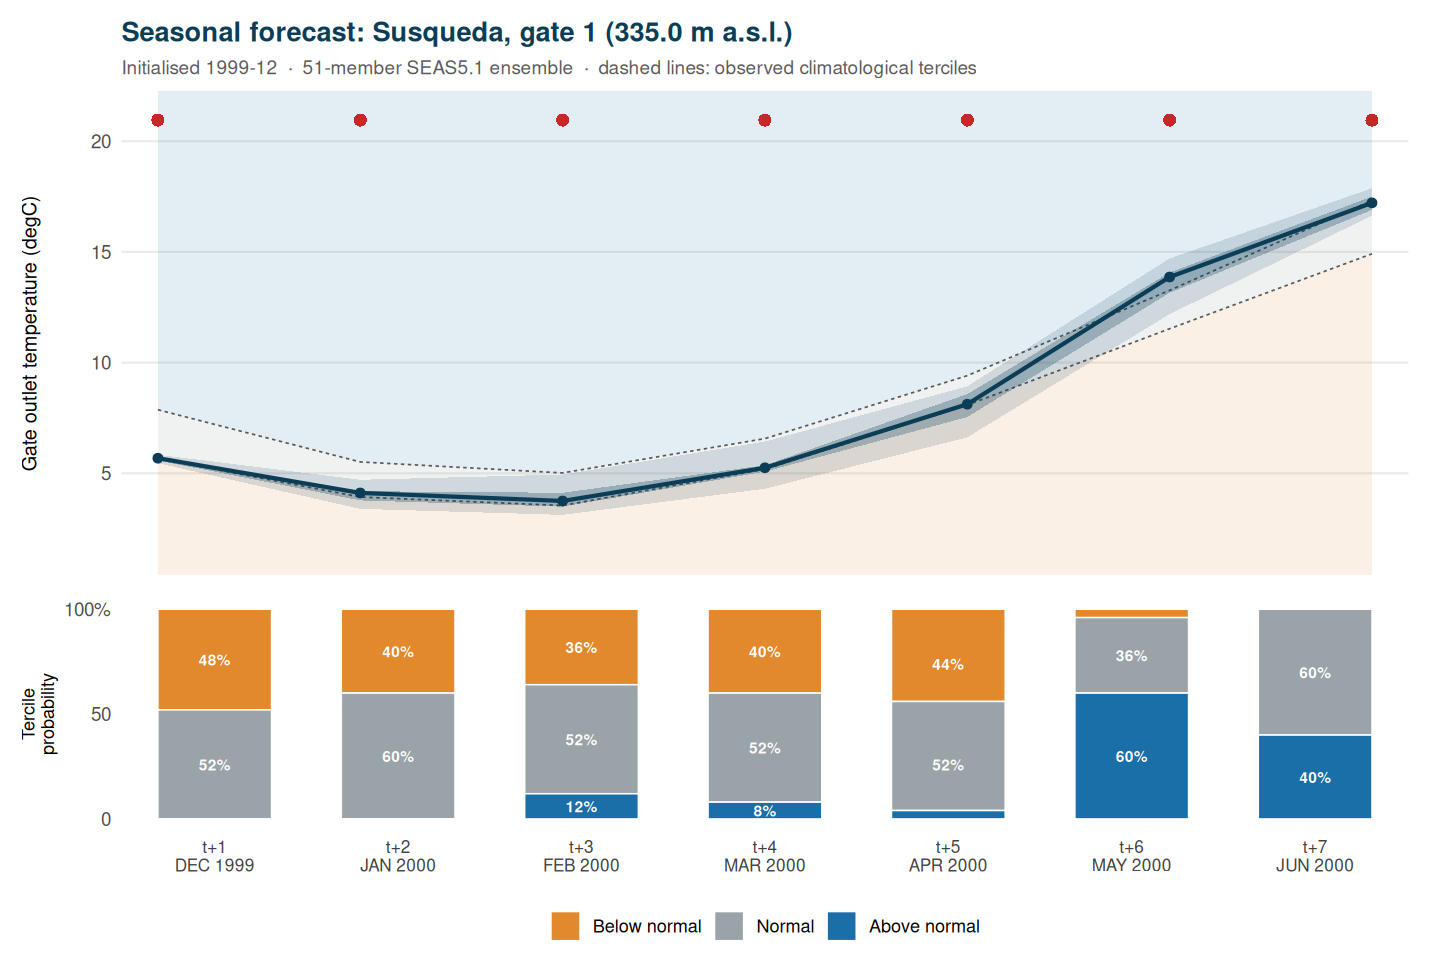 Seasonal forecast: Susqueda, gate 1 (335.0 m a.s.l.)
Initialised 1999-12 · 51-member SEAS5.1 ensemble · dashed lines: observed climatological terciles
Gate outlet temperature (degC)
20
15
10
5
Tercile
probability
100%
50
0
48%
52%
40%
60%
36%
52%
12%
40%
52%
8%
44%
52%
36%
60%
60%
40%
t+1
DEC 1999
t+2
JAN 2000
t+3
FEB 2000
t+4
MAR 2000
t+5
APR 2000
t+6
MAY 2000
t+7
JUN 2000
Below normal
Normal
Above normal